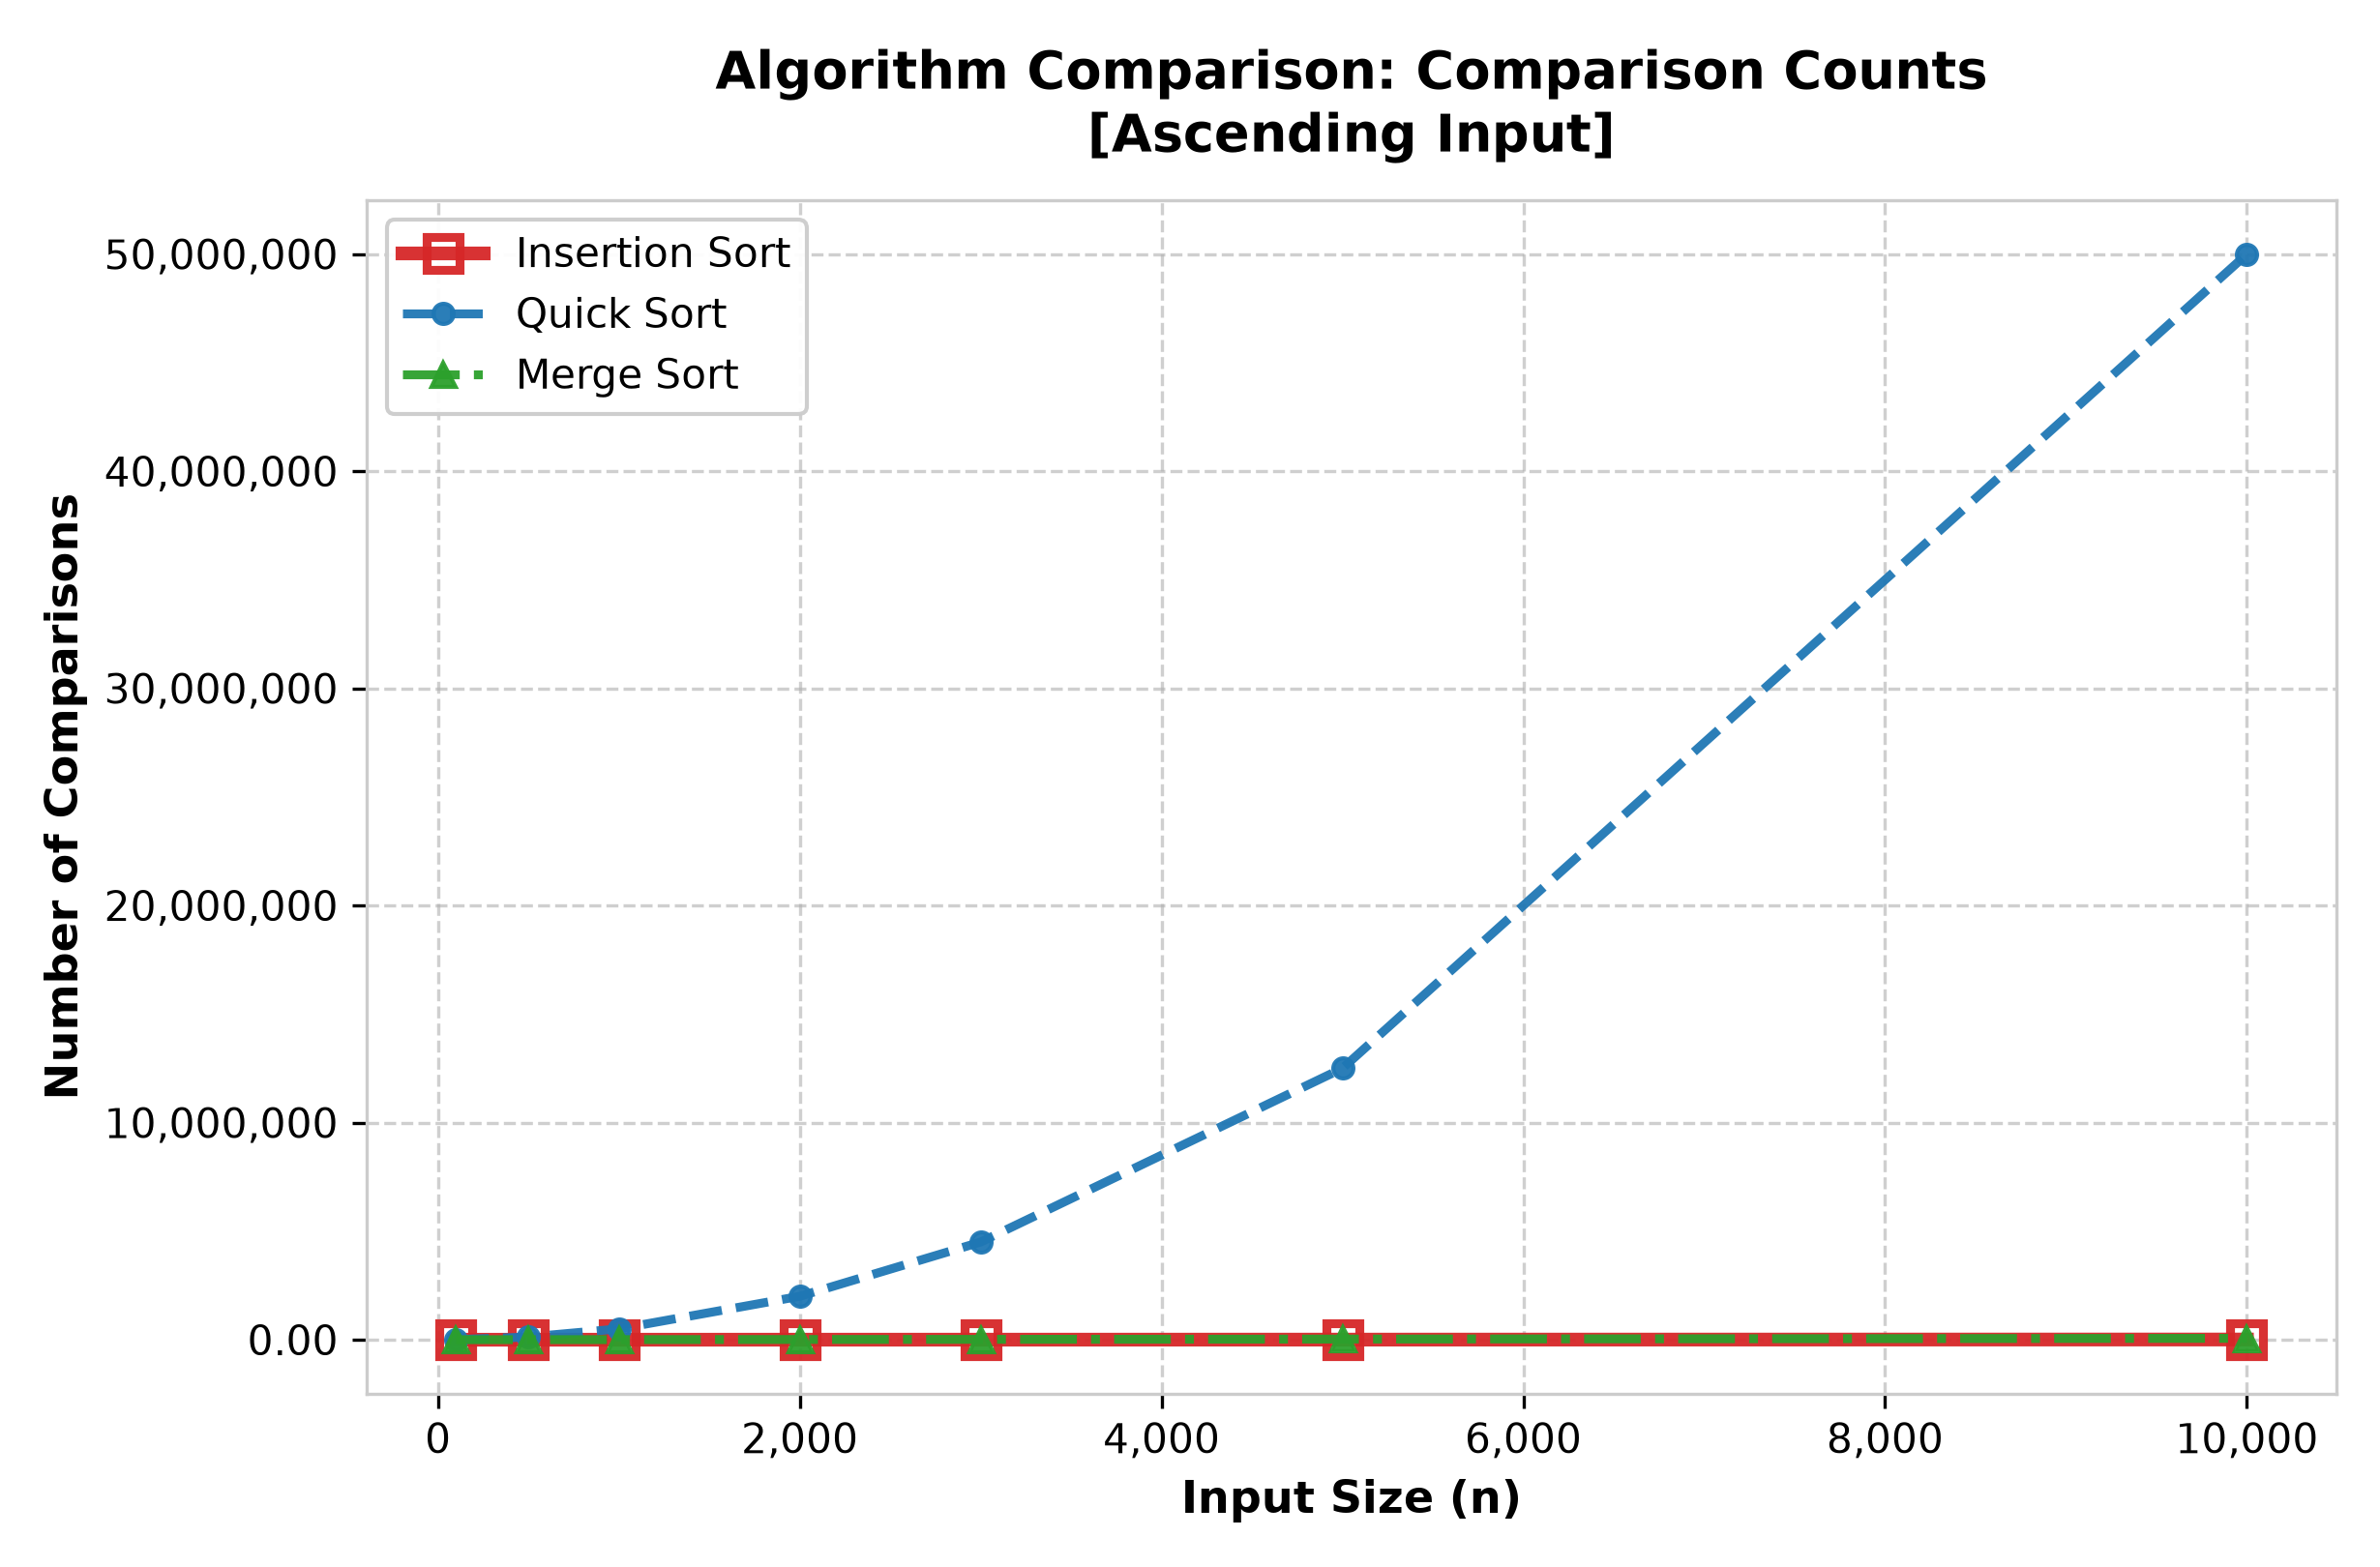 Algorithm Comparison: Comparison Counts
[Ascending Input]
Insertion Sort
Quick Sort
Merge Sort
Number of Comparisons
50,000,000
40,000,000
30,000,000
20,000,000
10,000,000
0.00
0
2,000
4,000
6,000
8,000
10,000
Input Size (n)